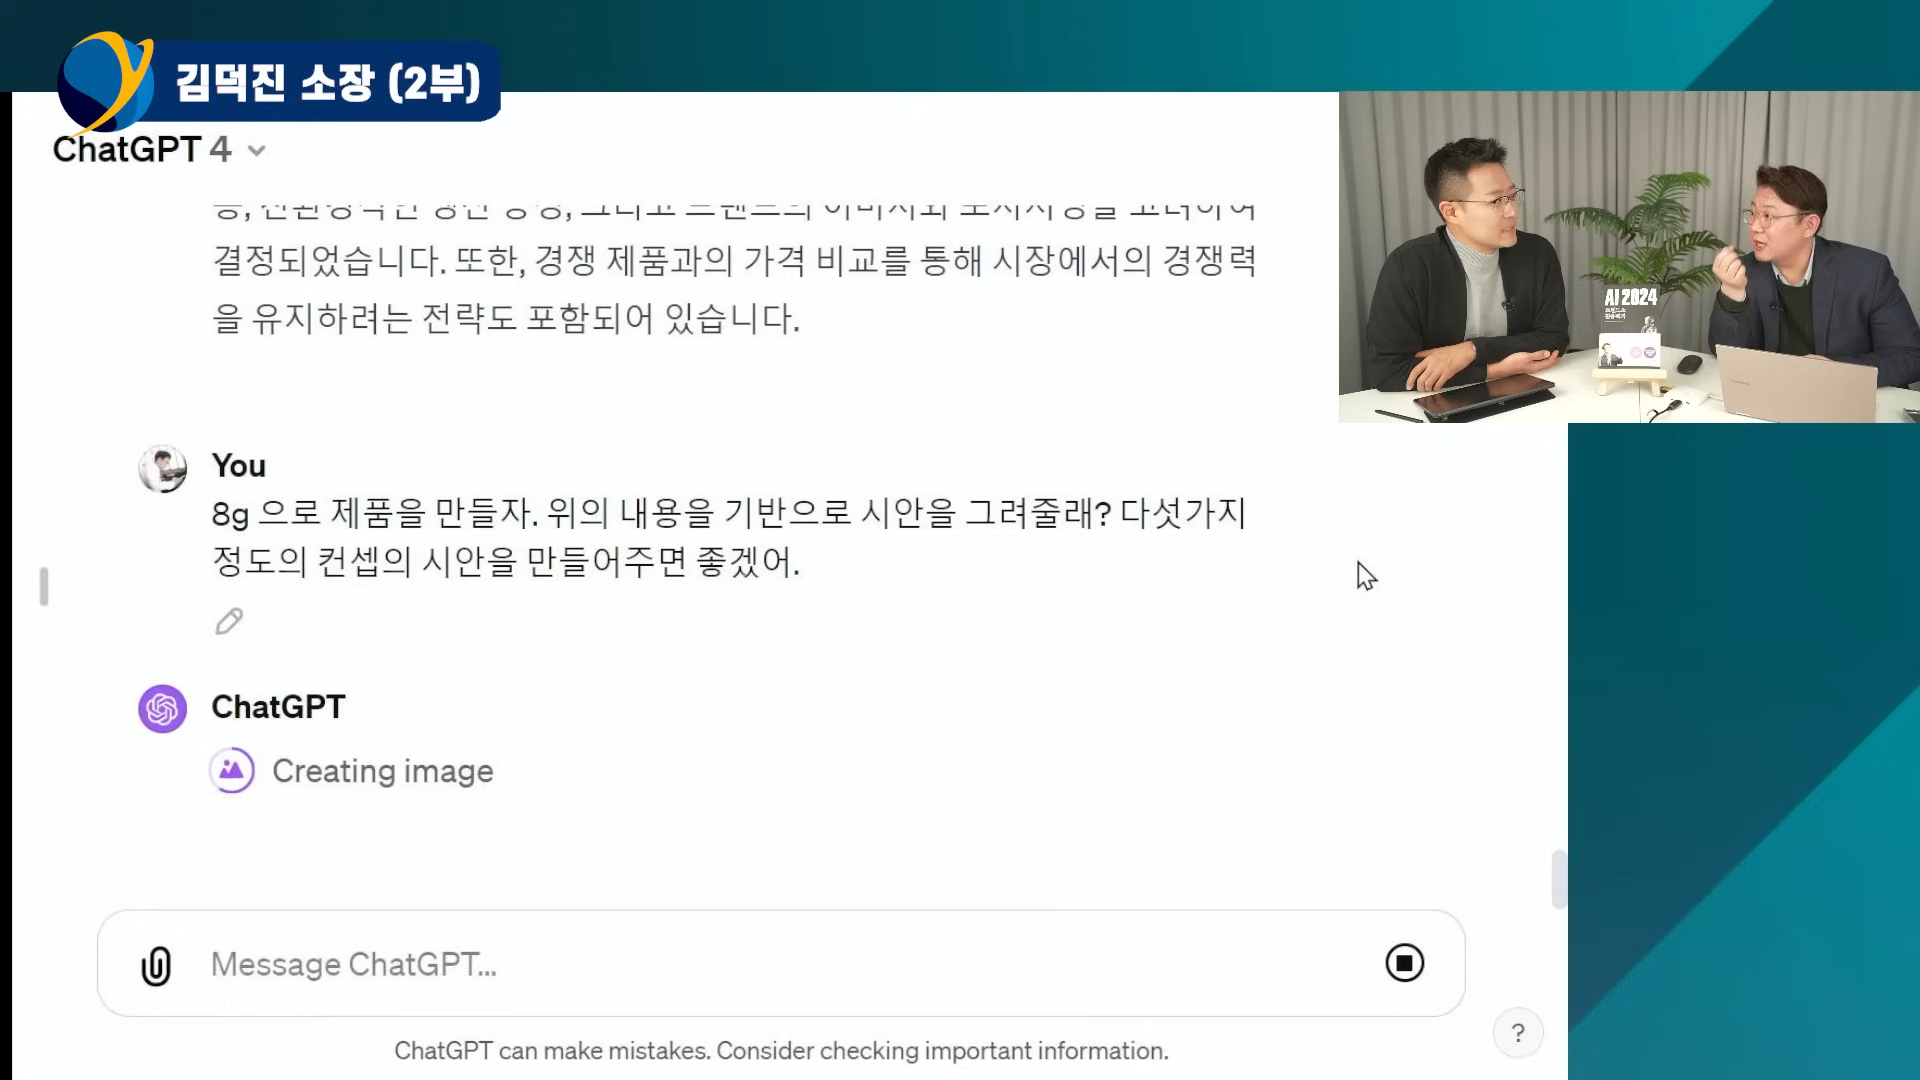 김덕진 소장 (2부)
ChatGPT 4
결정되었습니다. 또한, 경쟁 제품과의 가격 비교를 통해 시장에서의 경쟁력
을 유지하려는 전략도 포함되어 있습니다.
AI 2024
You
8g 으로 제품을 만들자. 위의 내용을 기반으로 시안을 그려줄래? 다섯가지
정도의 컨셉의 시안을 만들어주면 좋겠어.
ChatGPT
Creating image
Message ChatGPT...
?
ChatGPT can make mistakes. Consider checking important information.